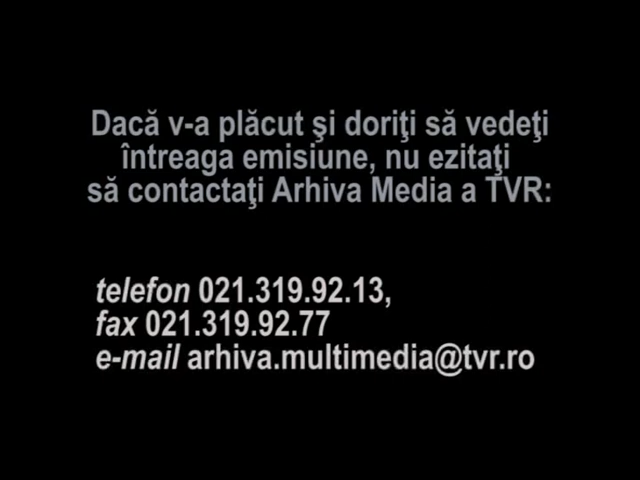 Dacă v-a plăcut şi doriţi să vedeţi
întreaga emisiune, nu ezitaţi
să contactaţi Arhiva Media a TVR:
telefon 021.319.92.13,
fax 021.319.92.77
e-mail arhiva.multimedia@tvr.ro